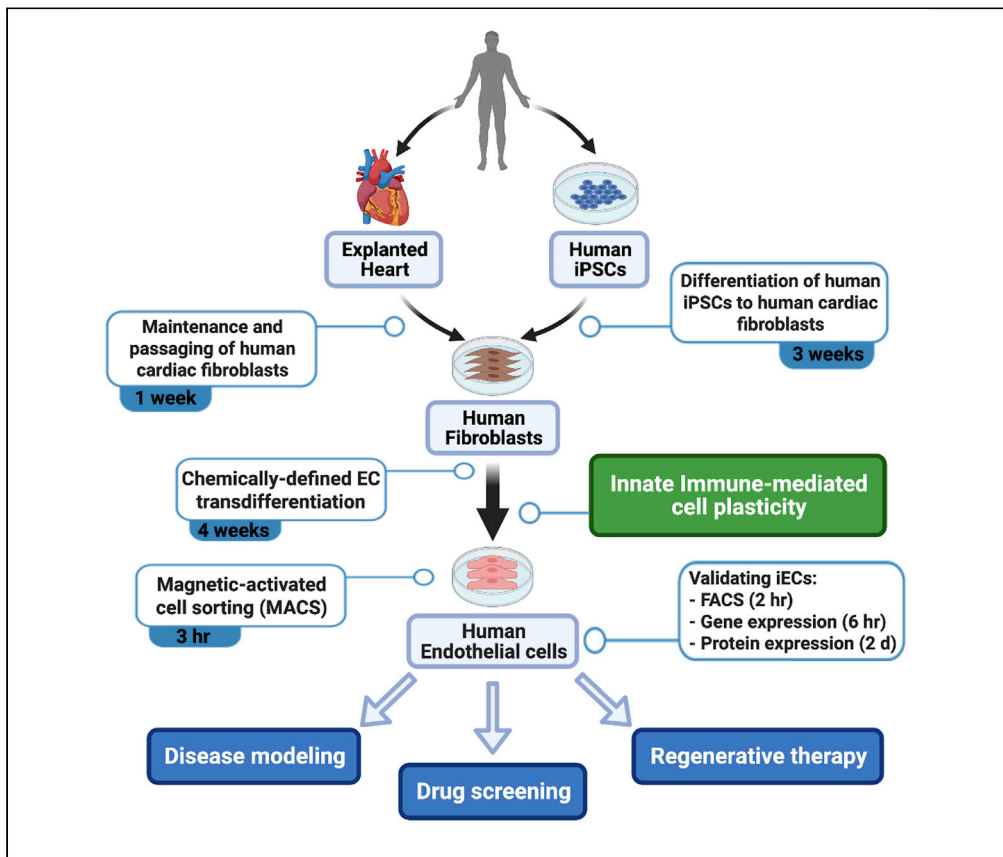 Explanted
Heart
Human
iPSCs
Differentiation of human
iPSCs to human cardiac
fibroblasts
3 weeks
Maintenance and
passaging of human
cardiac fibroblasts
1 week
Human
Fibroblasts
Chemically-defined EC
transdifferentiation
4 weeks
Innate Immune-mediated
cell plasticity
Magnetic-activated
cell sorting (MACS)
3 hr
Human
Endothelial cells
Validating iECs:
- FACS (2 hr)
- Gene expression (6 hr)
- Protein expression (2 d)
Disease modeling
Drug screening
Regenerative therapy